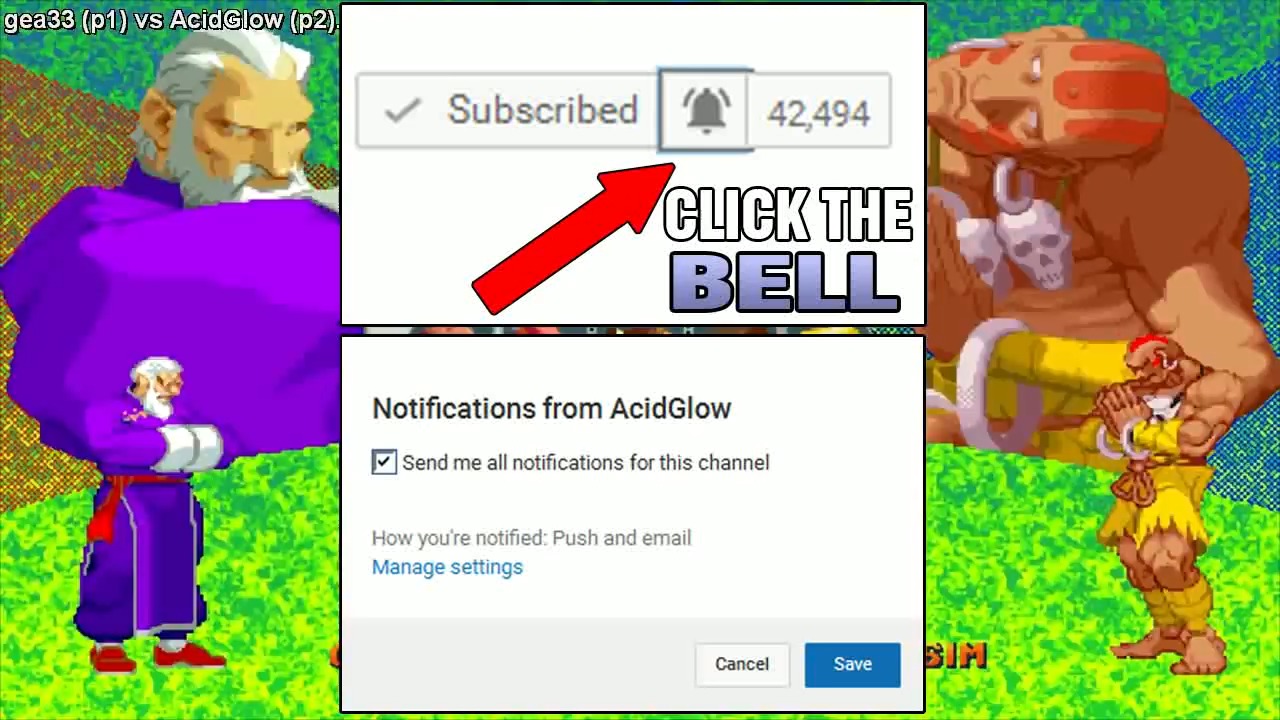 gea33 (p1) vs AcidGlow (p2).
Subscribed
42,494
CLICK THE
BELL
Notifications from AcidGlow
Send me all notifications for this channel
How you're notified: Push and email
Manage settings
Cancel
Save
SIM